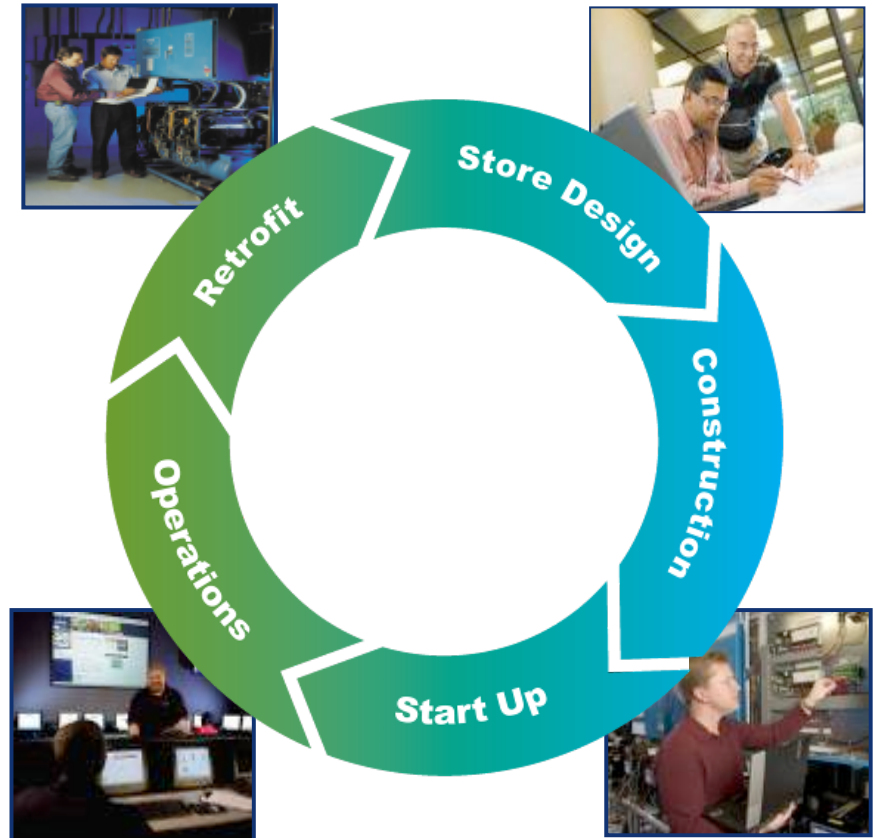 Store Design
Construction
Start Up
Operations
Retrofit